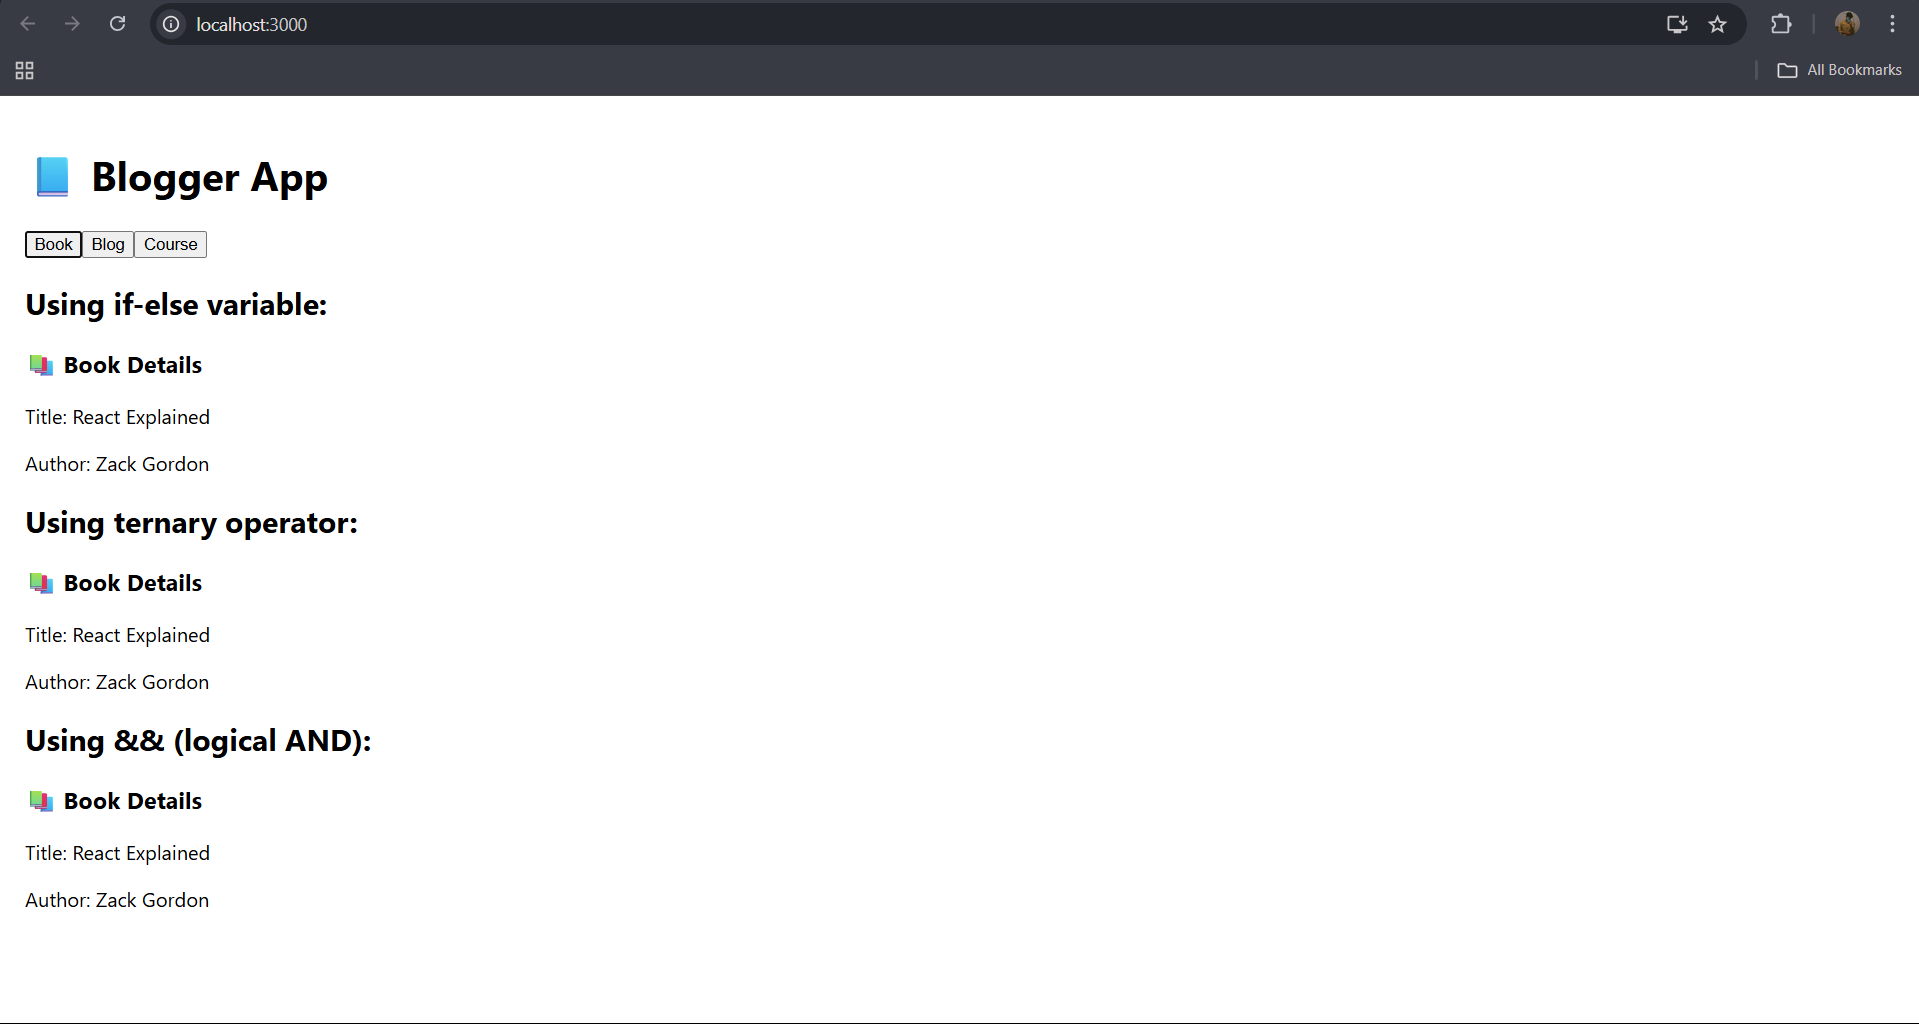 localhost:3000
All Bookmarks
📘 Blogger App
Book Blog Course
Using if-else variable:
📚 Book Details
Title: React Explained
Author: Zack Gordon
Using ternary operator:
📚 Book Details
Title: React Explained
Author: Zack Gordon
Using && (logical AND):
📚 Book Details
Title: React Explained
Author: Zack Gordon